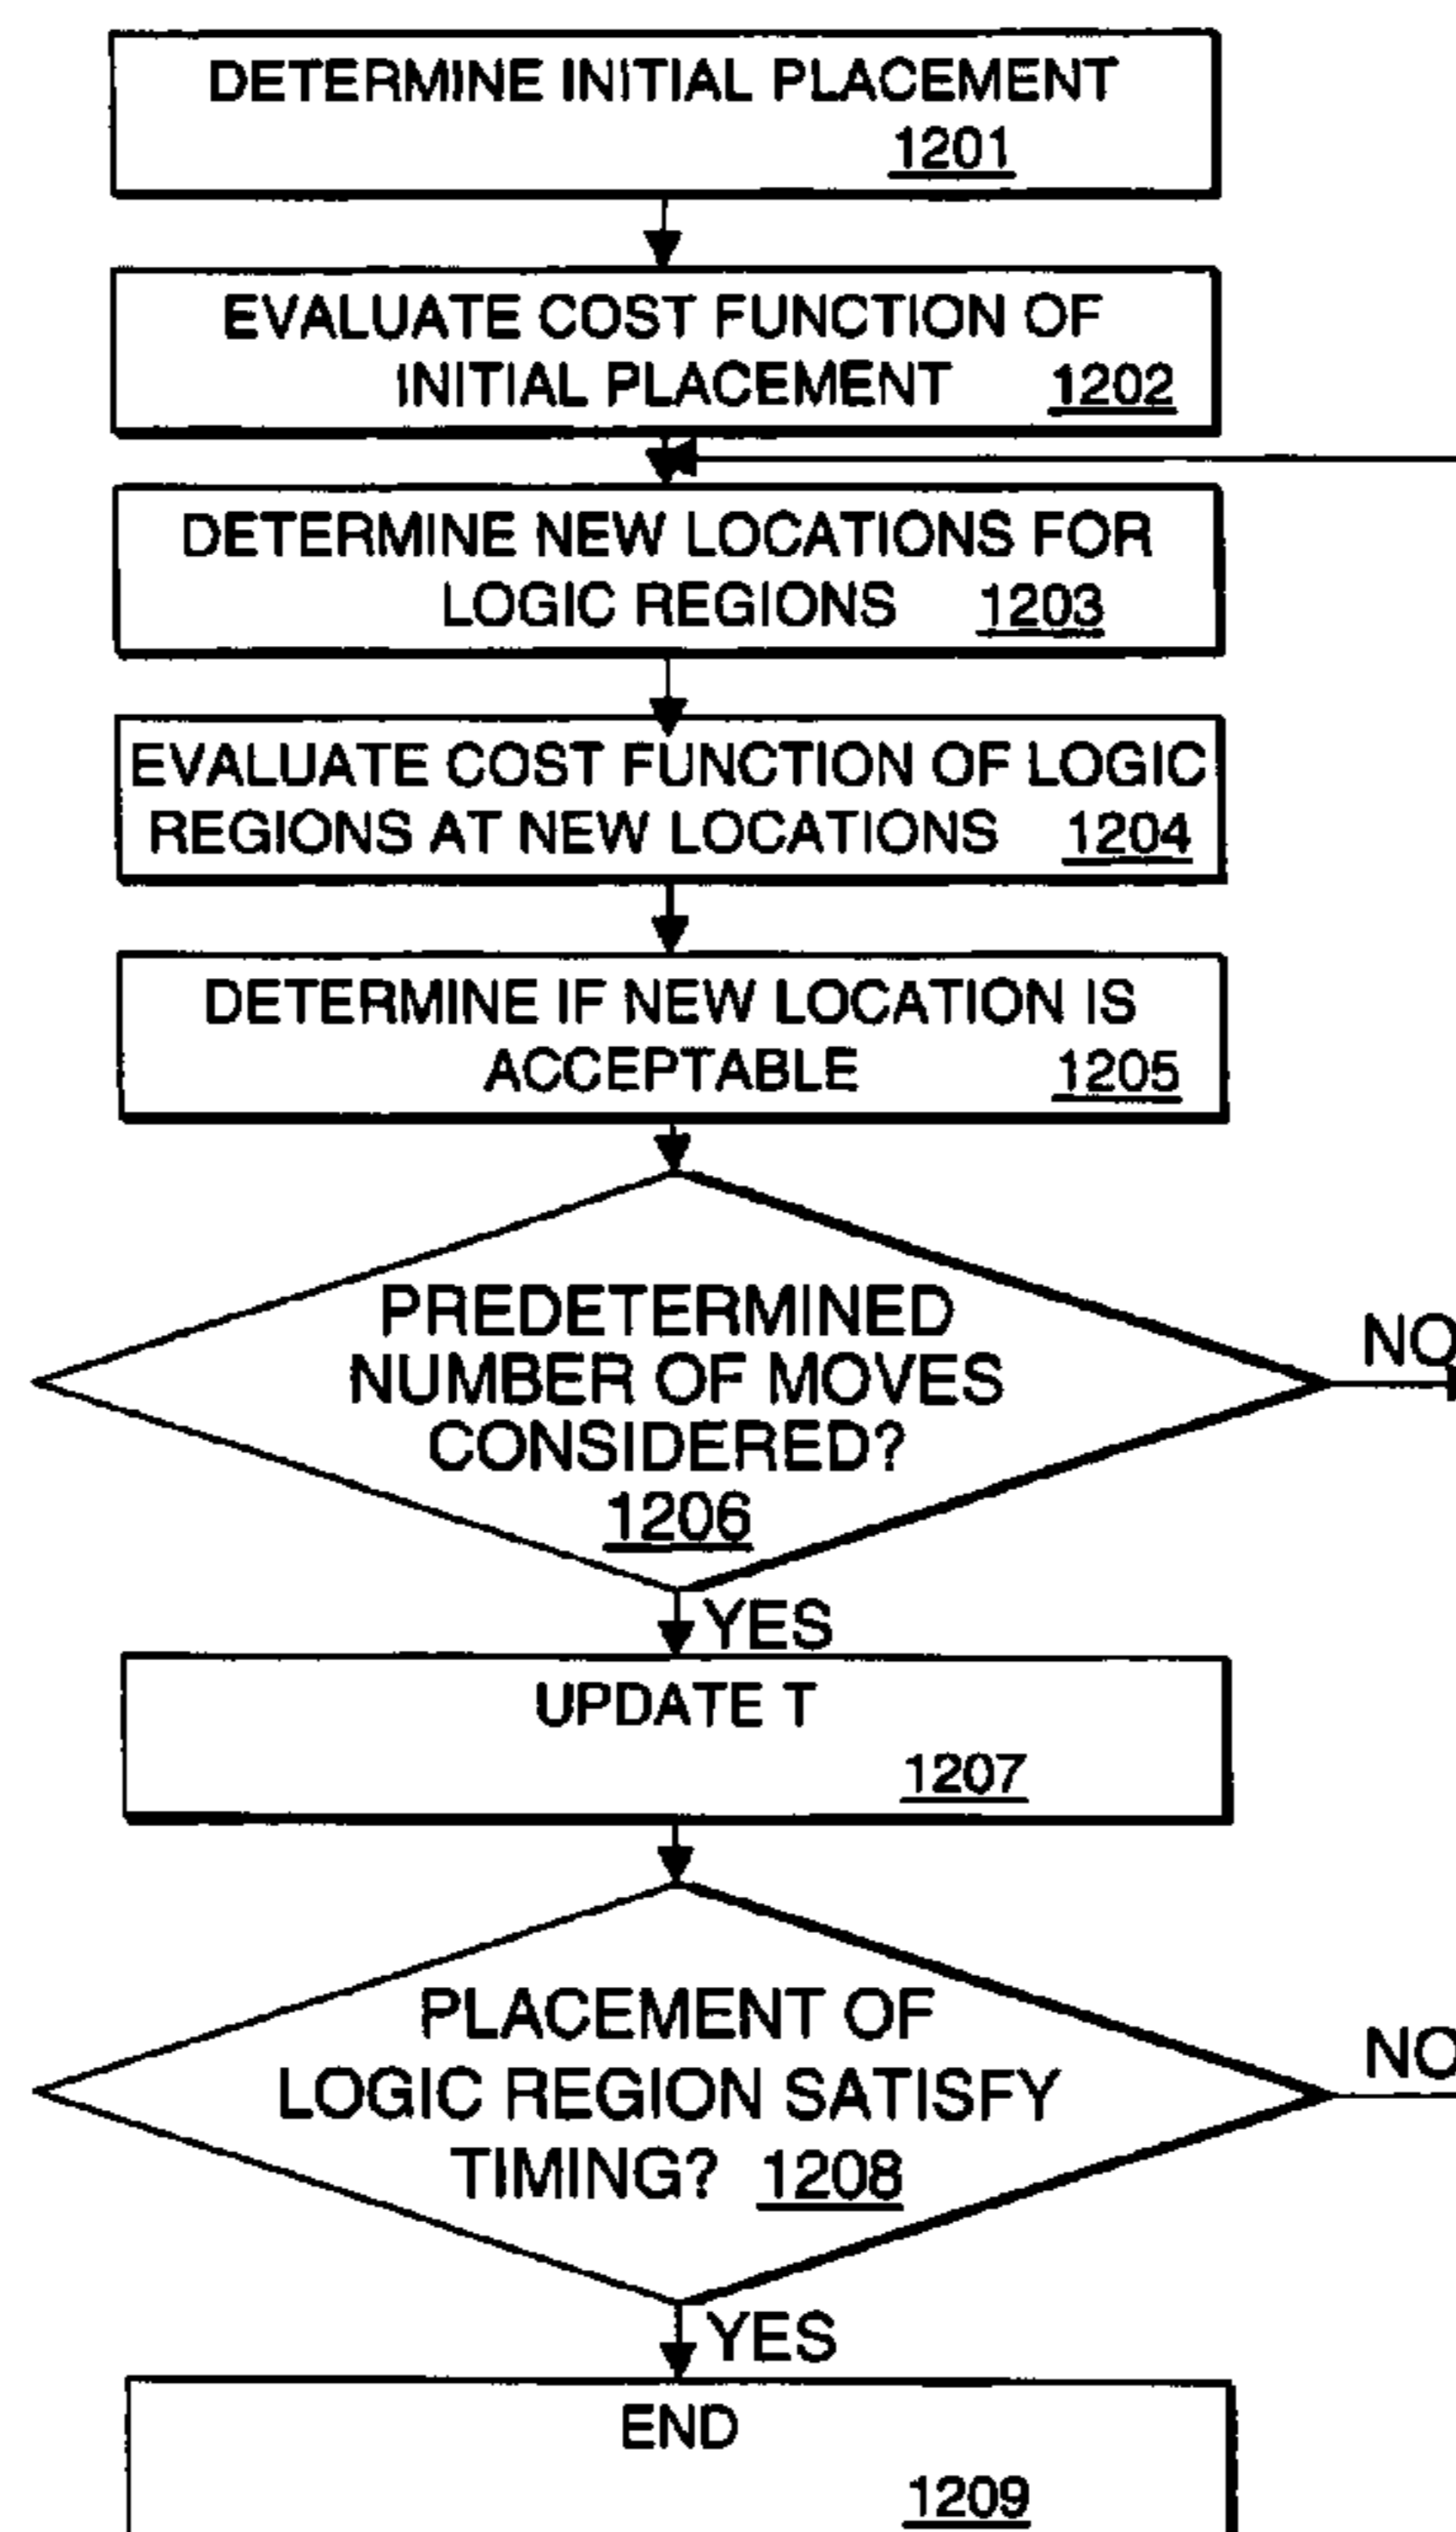 DETERMINE INITIAL PLACEMENT
1201
EVALUATE COST FUNCTION OF
INITIAL PLACEMENT 1202
DETERMINE NEW LOCATIONS FOR
LOGIC REGIONS 1203
EVALUATE COST FUNCTION OF LOGIC
REGIONS AT NEW LOCATIONS 1204
DETERMINE IF NEW LOCATION IS
ACCEPTABLE 1205
PREDETERMINED
NUMBER OF MOVES
CONSIDERED?
1206
NO
YES
UPDATE T
1207
PLACEMENT OF
LOGIC REGION SATISFY
TIMING? 1208
NO
YES
END
1209